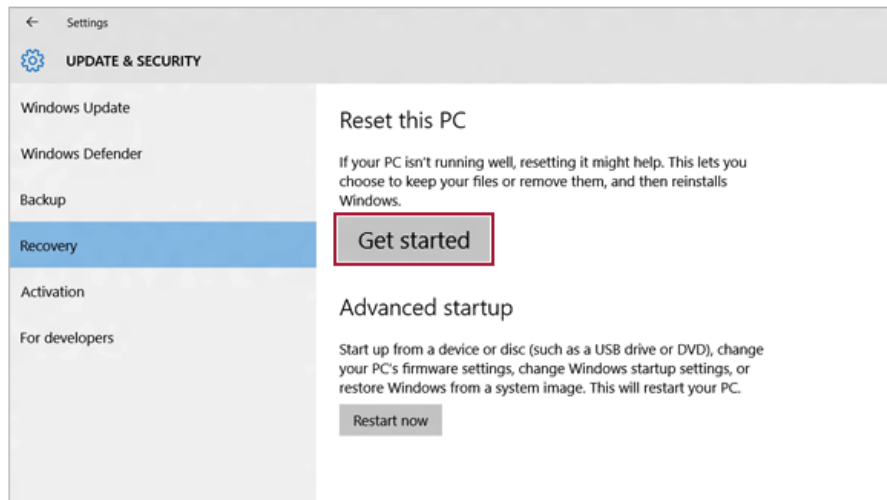 Settings
UPDATE & SECURITY
Windows Update
Windows Defender
Backup
Recovery
Activation
For developers
Reset this PC
If your PC isn't running well, resetting it might help. This lets you
choose to keep your files or remove them, and then reinstalls
Windows.
Get started
Advanced startup
Start up from a device or disc (such as a USB drive or DVD), change
your PC's firmware settings, change Windows startup settings, or
restore Windows from a system image. This will restart your PC.
Restart now